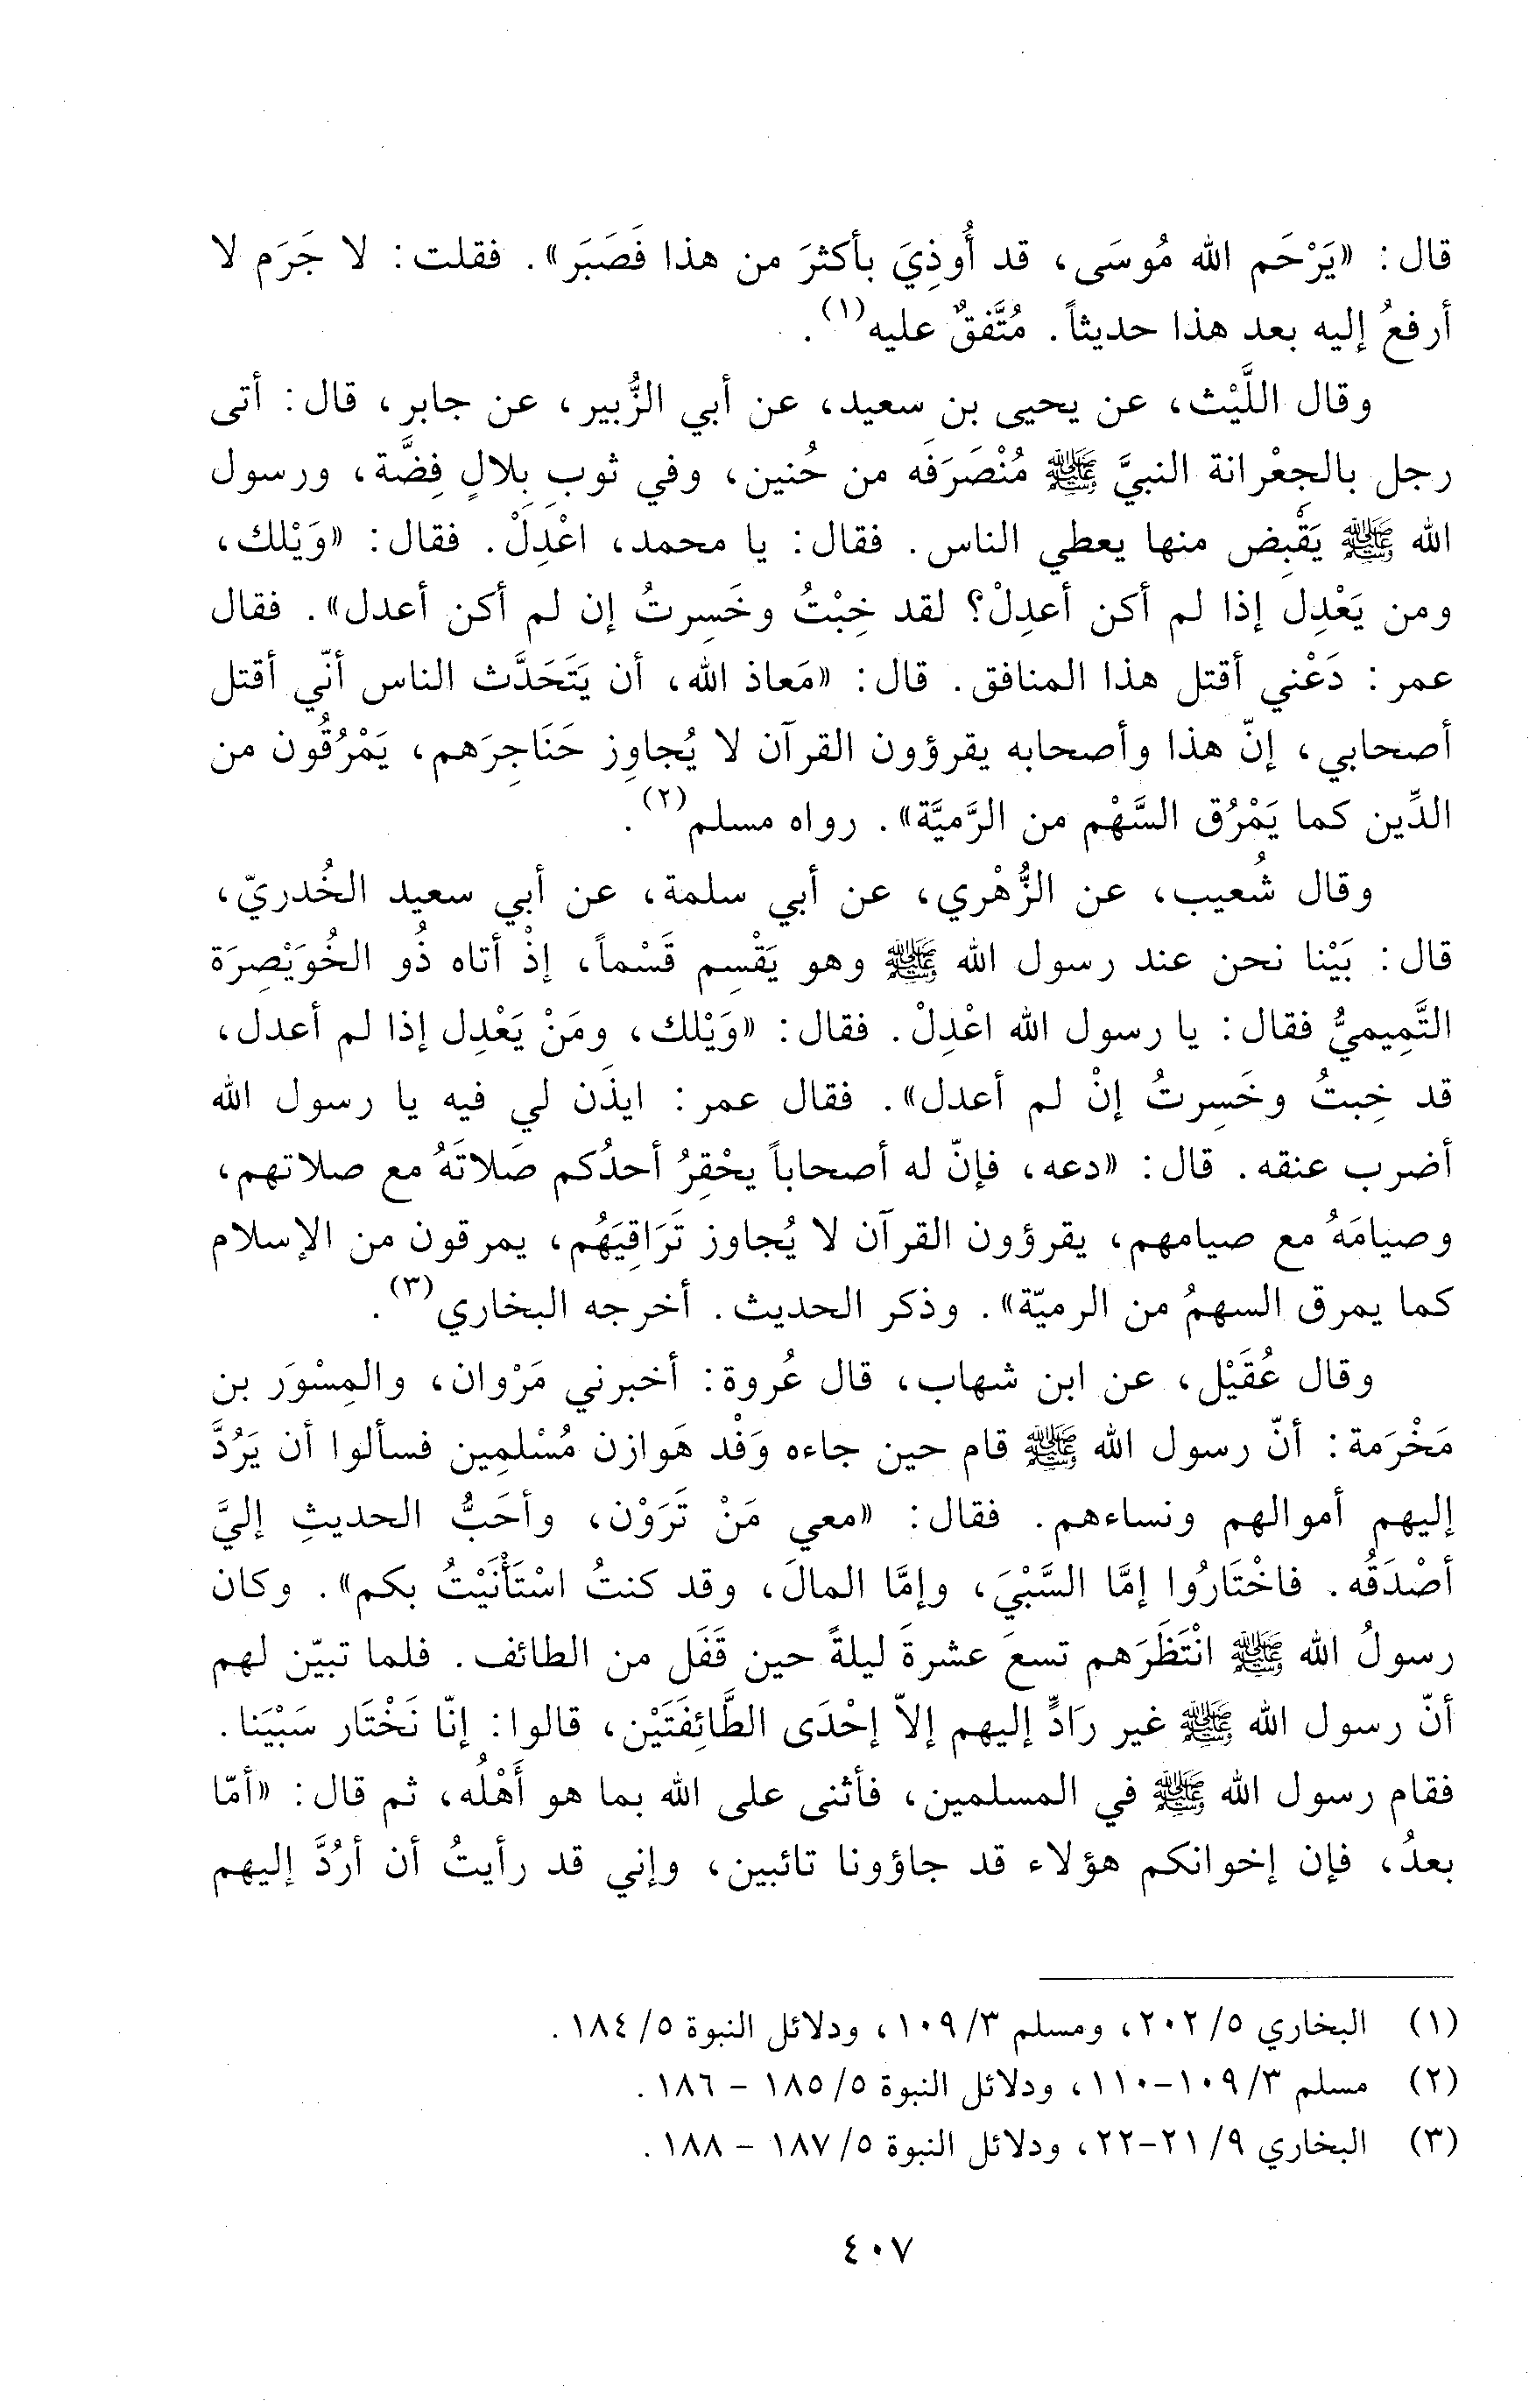 قال: «يَرْحَم الله مُوسَى، قد أُوذِيَ بأكثرَ من هذا فَصَبَر». فقلت: لا جَرَم لا
أرفعُ إليه بعد هذا حديثاً. مُتَّفقٌ عليه(١).
وقال اللَّيْث، عن يحيى بن سعيد، عن أبي الزُّبير، عن جابر، قال: أتى
رجل بالجِعْرانة النبيَّ ﷺ مُنْصَرَفَه من حُنين، وفي ثوبِ بِلالٍ فِضَّة، ورسول
الله ﷺ يَقْبِض منها يعطي الناس. فقال: يا محمد، اعْدِلْ. فقال: «وَيْلك،
ومن يَعْدِل إذا لم أكن أعدِلْ؟ لقد خِبْتُ وخَسِرتُ إن لم أكن أعدل». فقال
عمر: دَعْني أقتل هذا المنافق. قال: «مَعاذ الله، أن يَتَحَدَّث الناس أنّي أقتل
أصحابي، إنّ هذا وأصحابه يقرؤون القرآن لا يُجاوِز حَنَاجِرَهم، يَمْرُقُون من
الدِّين كما يَمْرُق السَّهْم من الرَّميَّة». رواه مسلم(٢).
وقال شُعيب، عن الزُّهْري، عن أبي سلمة، عن أبي سعيد الخُدريّ،
قال: بَيْنا نحن عند رسول الله ﷺ وهو يَقْسِم قَسْماً، إذْ أتاه ذُو الخُوَيْصِرَة
التَّمِيميُّ فقال: يا رسول الله اعْدِلْ. فقال: «وَيْلك، ومَنْ يَعْدِل إذا لم أعدل،
قد خِبتُ وخَسِرتُ إنْ لم أعدل». فقال عمر: ايذَن لي فيه يا رسول الله
أضرب عنقه. قال: «دعه، فإنّ له أصحاباً يحْقِرُ أحدُكم صَلاتَهُ مع صلاتهم،
وصيامَهُ مع صيامهم، يقرؤون القرآن لا يُجاوز تَرَاقِيَهُم، يمرقون من الإسلام
كما يمرق السهمُ من الرميّة». وذكر الحديث. أخرجه البخاري(٣).
وقال عُقَيْل، عن ابن شهاب، قال عُروة: أخبرني مَرْوان، والمِسْوَر بن
مَخْرَمة: أنّ رسول الله ﷺ قام حين جاءه وَفْد هَوازن مُسْلمِين فسألوا أن يَرُدَّ
إليهم أموالهم ونساءهم. فقال: «معي مَنْ تَرَوْن، وأحَبُّ الحديثِ إليَّ
أصْدَقُه. فاخْتَارُوا إمَّا السَّبْيَ، وإمَّا المالَ، وقد كنتُ اسْتَأْنَيْتُ بكم». وكان
رسولُ الله ﷺ انْتَظَرَهم تسعَ عشرةَ ليلةً حين قَفَل من الطائف. فلما تبيّن لهم
أنّ رسول الله ﷺ غير رَادٍّ إليهم إلاّ إحْدَى الطَّائِفَتَيْن، قالوا: إنّا نَخْتَار سَبْيَنا.
فقام رسول الله ﷺ في المسلمين، فأثنى على الله بما هو أَهْلُه، ثم قال: «أمّا
بعدُ، فإن إخوانكم هؤلاء قد جاؤونا تائبين، وإني قد رأيتُ أن أرُدَّ إليهم
(١) البخاري ٥/ ٢٠٢، ومسلم ٣/ ١٠٩، ودلائل النبوة ٥/ ١٨٤.
(٢) مسلم ٣/ ١٠٩-١١٠، ودلائل النبوة ٥/ ١٨٥ - ١٨٦.
(٣) البخاري ٩/ ٢١-٢٢، ودلائل النبوة ٥/ ١٨٧ - ١٨٨.
٤٠٧